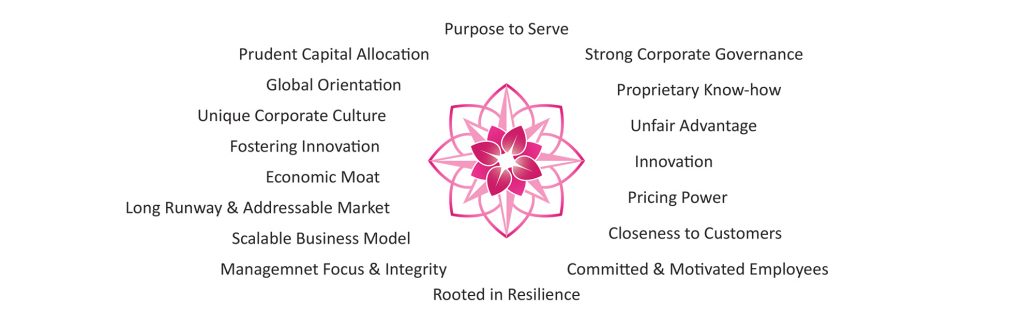 Purpose to Serve
Prudent Capital Allocation
Global Orientation
Unique Corporate Culture
Fostering Innovation
Economic Moat
Long Runway & Addressable Market
Scalable Business Model
Managemnet Focus & Integrity
Strong Corporate Governance
Proprietary Know-how
Unfair Advantage
Innovation
Pricing Power
Closeness to Customers
Committed & Motivated Employees
Rooted in Resilience